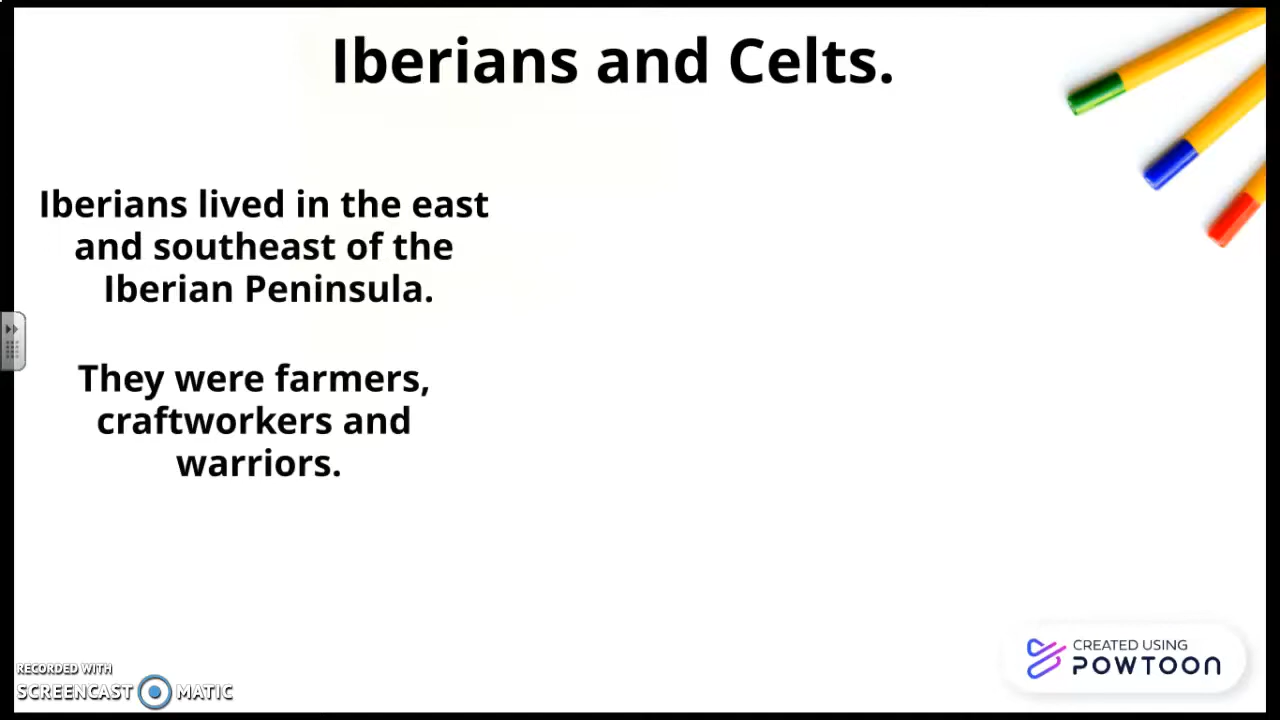 Iberians and Celts.
Iberians lived in the east
and southeast of the
Iberian Peninsula.
They were farmers,
craftworkers and
warriors.
CREATED USING
POWTOON
RECORDED WITH
SCREENCAST MATIC